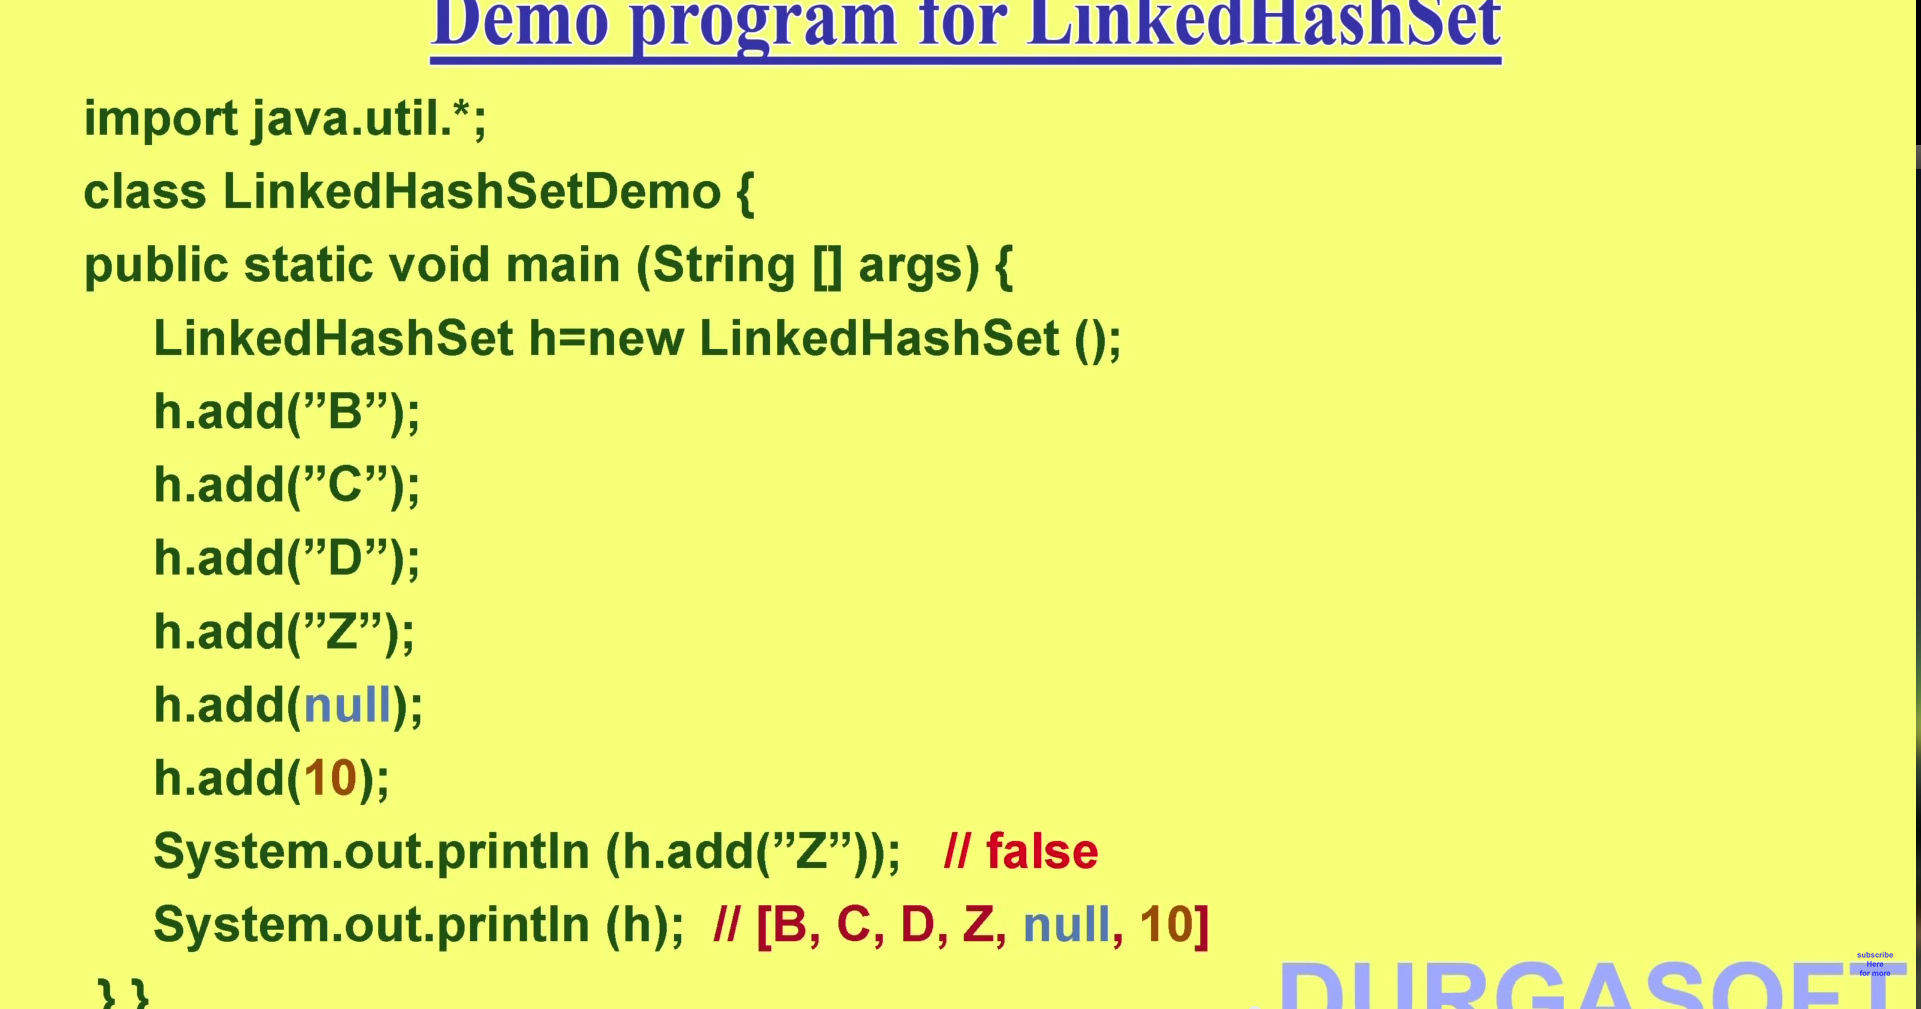 Demo program for LinkedHashSet
import java.util.*;
class LinkedHashSetDemo {
public static void main (String [] args) {
LinkedHashSet h=new LinkedHashSet ();
h.add(”B”);
h.add(”C”);
h.add(”D”);
h.add(”Z”);
h.add(null);
h.add(10);
System.out.println (h.add(”Z”)); // false
System.out.println (h); // [B, C, D, Z, null, 10]
} }
DURGASOFT
subscribe
Here
for more